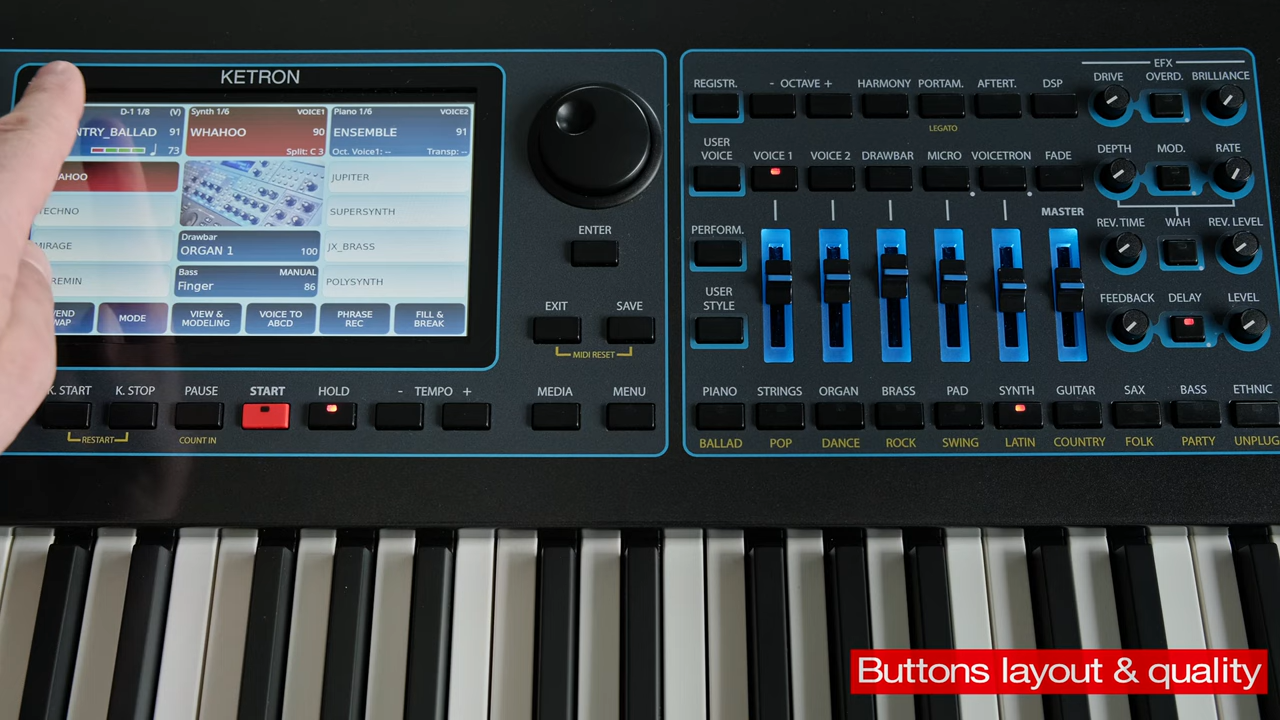 KETRON
D-1 1/8 (V)
NTRY_BALLAD 91
73
Synth 1/6 VOICE1
WHAHOO 90
Split: C 3
Piano 1/6 VOICE2
ENSEMBLE 91
Oct. Voice1: -- Transp: --
AHOO
TECHNO
MIRAGE
REMIN
Drawbar
ORGAN 1 100
Bass MANUAL
Finger 86
JUPITER
SUPERSYNTH
JX_BRASS
POLYSYNTH
MODE
VIEW &
MODELING
VOICE TO
ABCD
PHRASE
REC
FILL &
BREAK
ENTER
EXIT
SAVE
MIDI RESET
K. START
K. STOP
PAUSE
START
HOLD
- TEMPO +
MEDIA
MENU
RESTART
COUNT IN
EFX
REGISTR.
- OCTAVE +
HARMONY
PORTAM.
AFTERT.
DSP
DRIVE
OVERD.
BRILLIANCE
LEGATO
USER
VOICE
VOICE 1
VOICE 2
DRAWBAR
MICRO
VOICETRON
FADE
DEPTH
MOD.
RATE
MASTER
PERFORM.
REV. TIME
WAH
REV. LEVEL
USER
STYLE
FEEDBACK
DELAY
LEVEL
PIANO
STRINGS
ORGAN
BRASS
PAD
SYNTH
GUITAR
SAX
BASS
ETHNIC
BALLAD
POP
DANCE
ROCK
SWING
LATIN
COUNTRY
FOLK
PARTY
UNPLUG
Buttons layout & quality